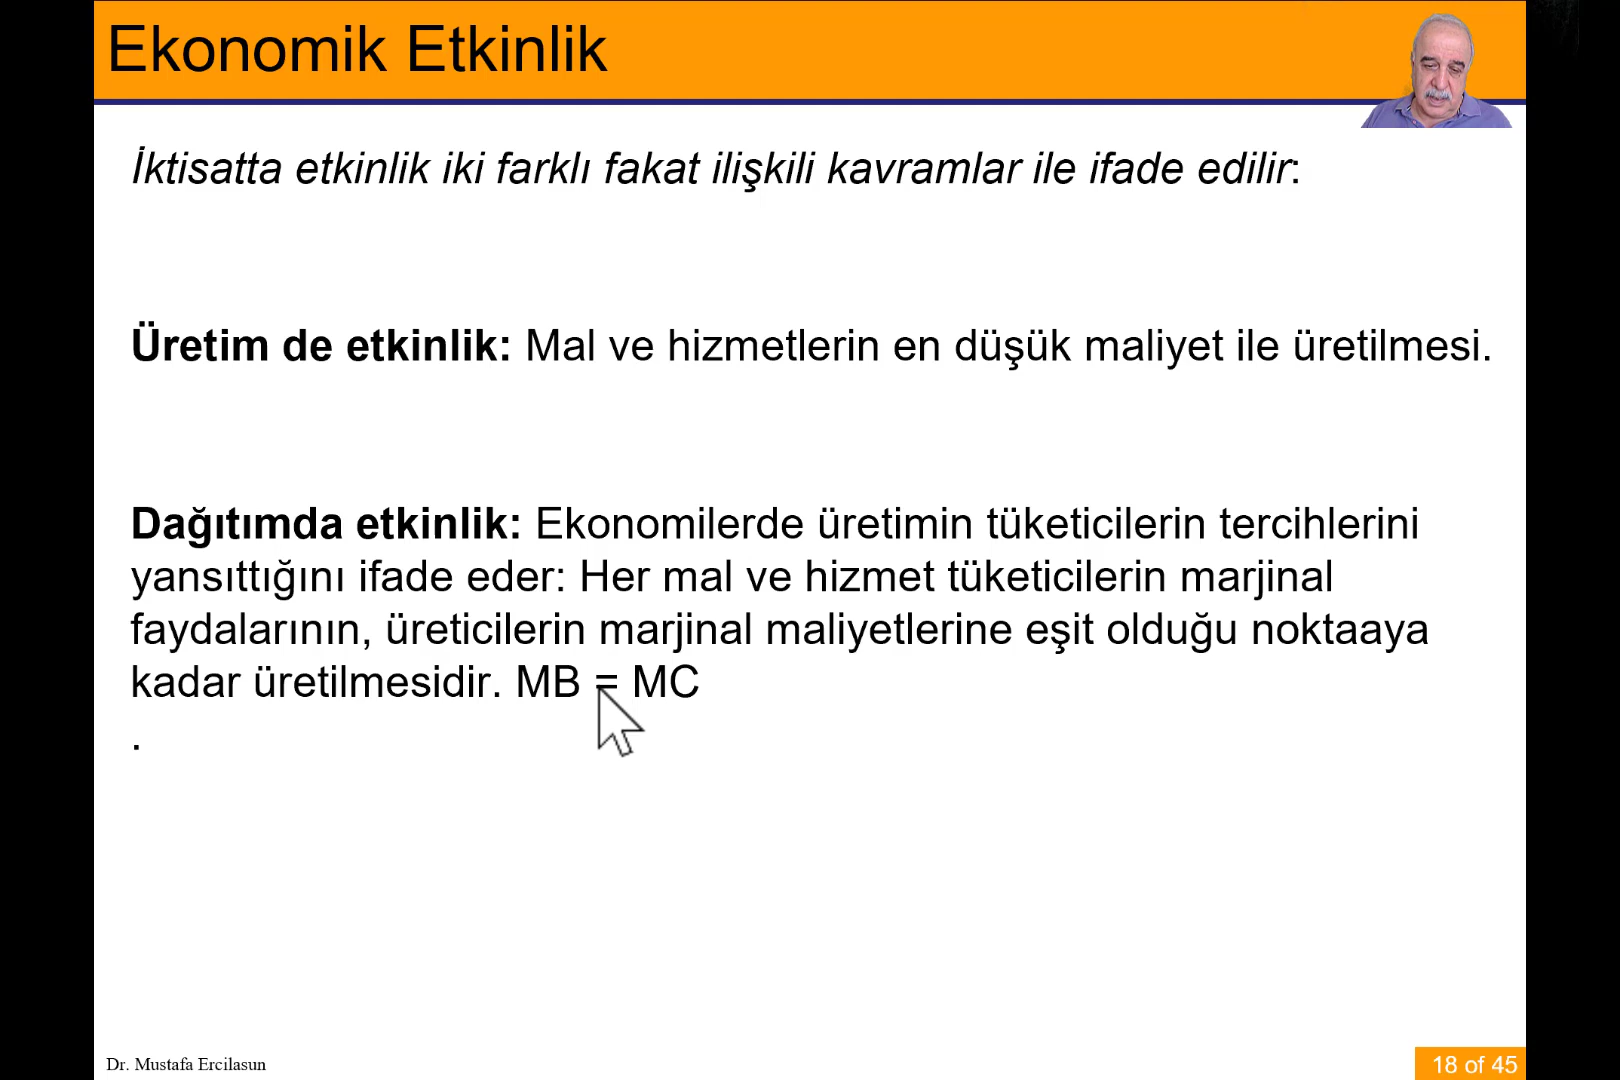 Ekonomik Etkinlik
İktisatta etkinlik iki farklı fakat ilişkili kavramlar ile ifade edilir:
Üretim de etkinlik: Mal ve hizmetlerin en düşük maliyet ile üretilmesi.
Dağıtımda etkinlik: Ekonomilerde üretimin tüketicilerin tercihlerini
yansıttığını ifade eder: Her mal ve hizmet tüketicilerin marjinal
faydalarının, üreticilerin marjinal maliyetlerine eşit olduğu noktaaya
kadar üretilmesidir. MB = MC
.
Dr. Mustafa Ercilasun
18 of 45